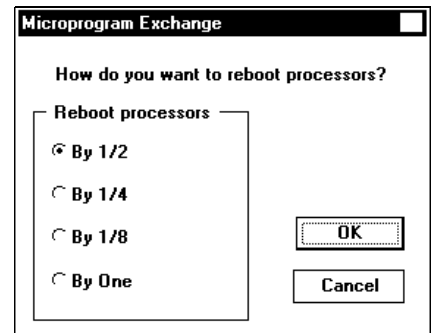 Microprogram Exchange
How do you want to reboot processors?
Reboot processors
By 1/2
By 1/4
By 1/8
By One
OK
Cancel